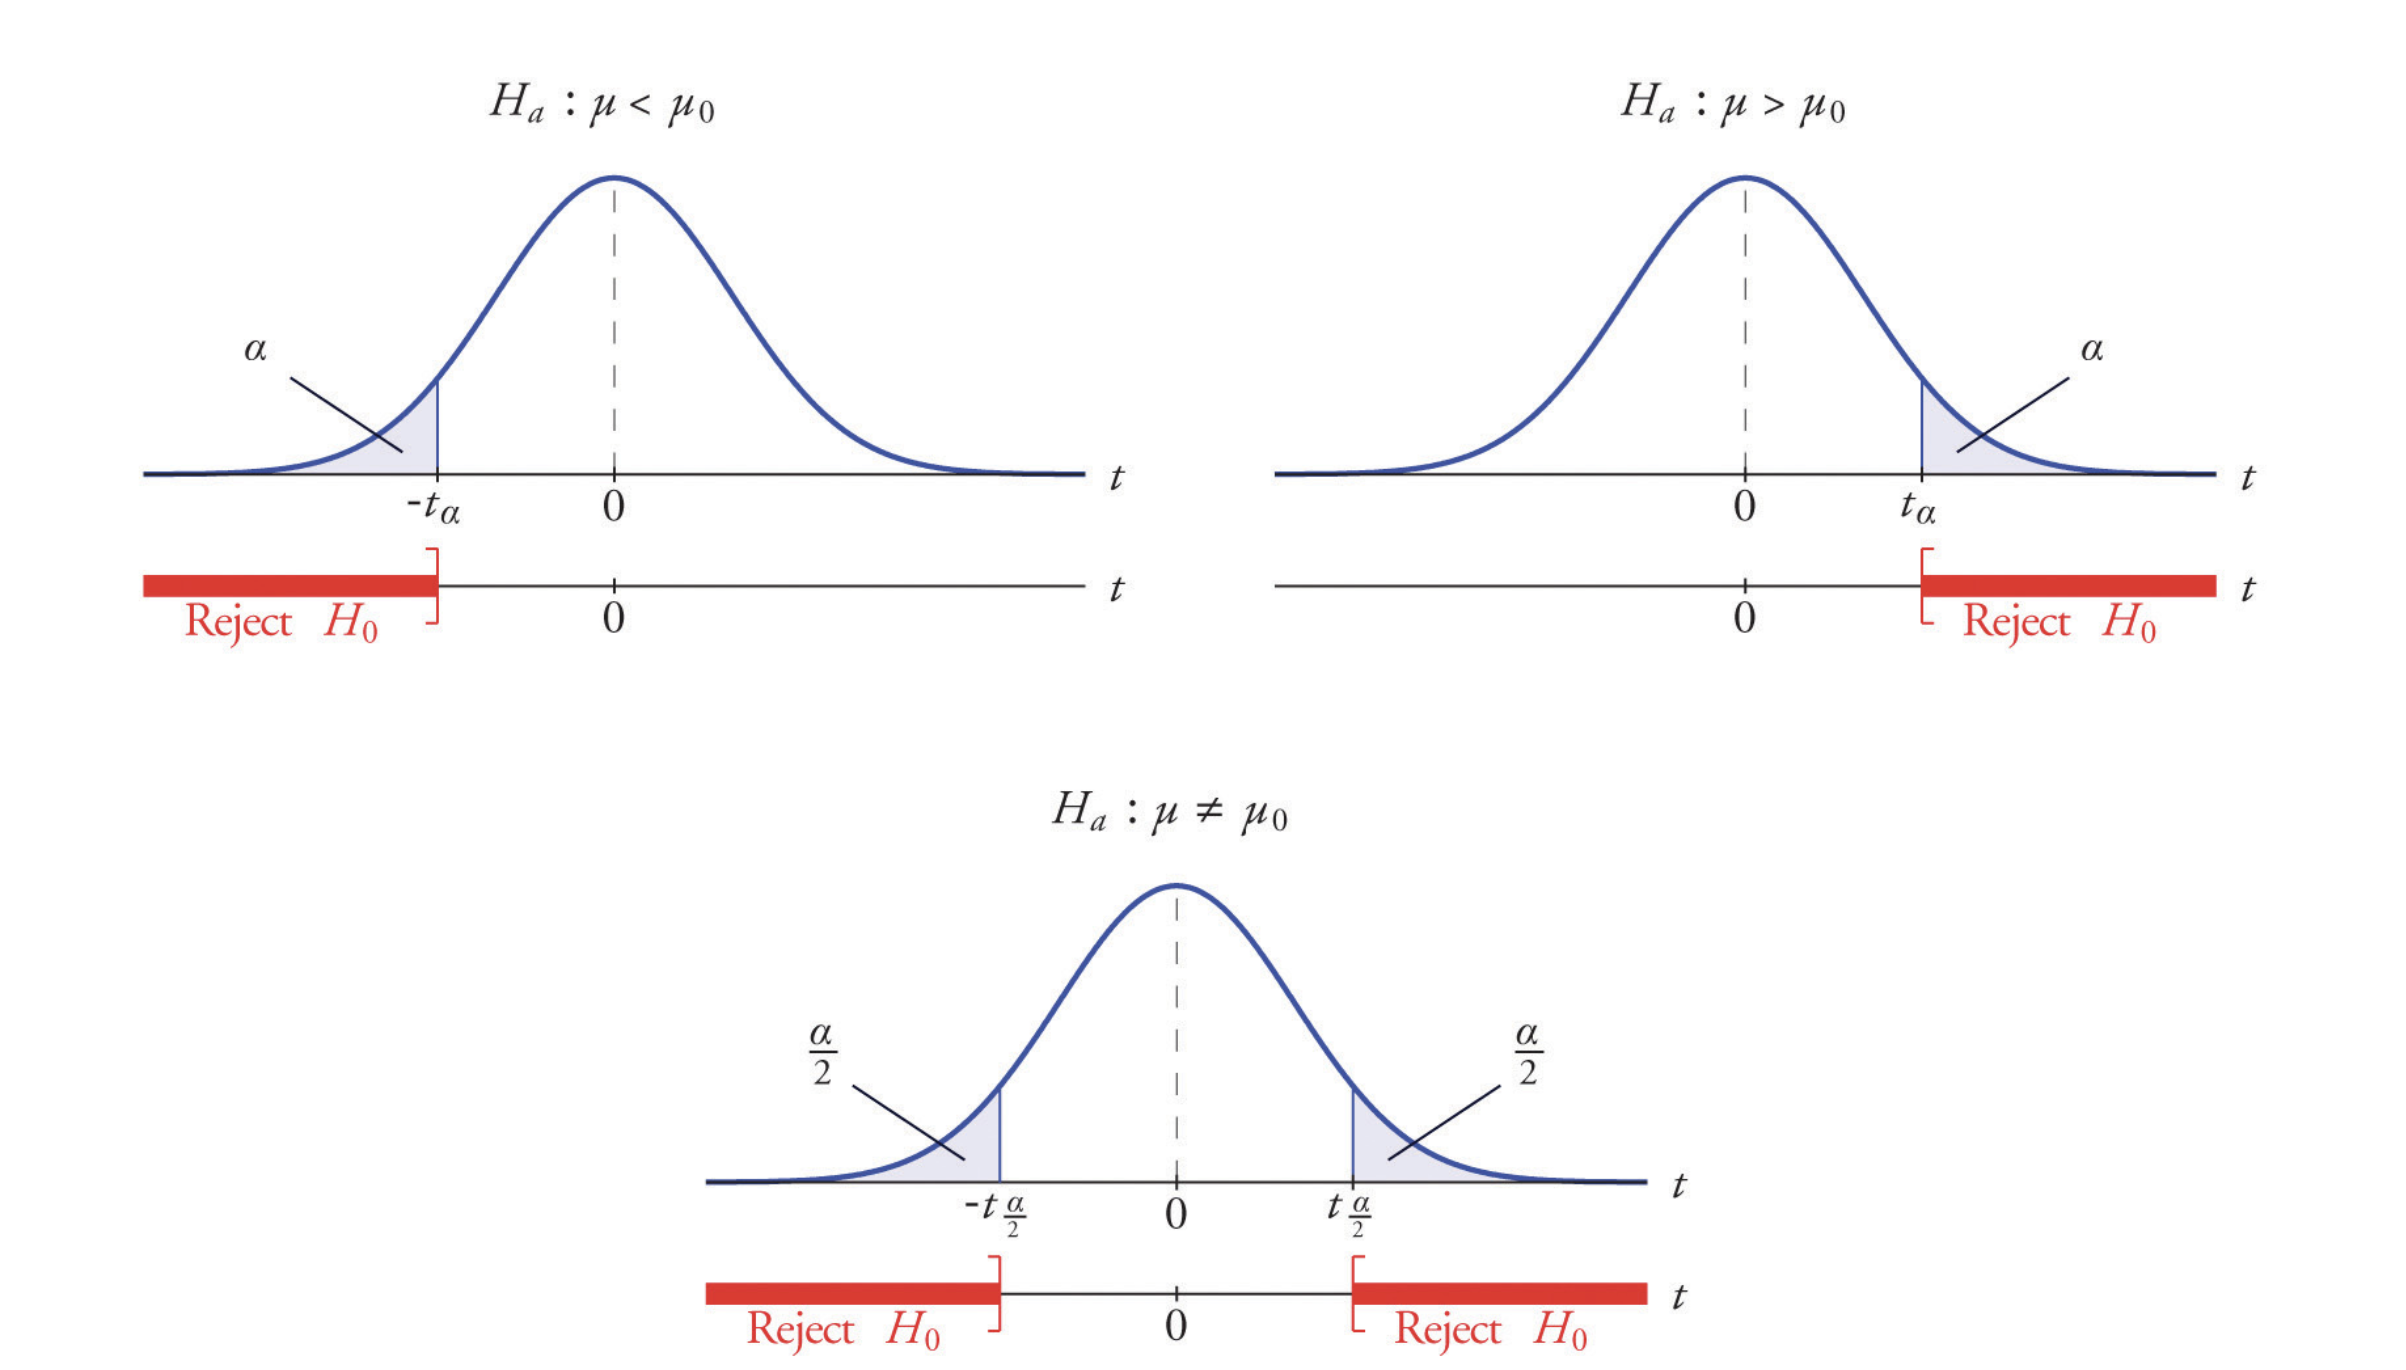 Hₐ : μ < μ₀
α
-t_α 0 t
Reject H₀ 0 t
Hₐ : μ > μ₀
α
0 t_α t
0 Reject H₀ t
Hₐ : μ ≠ μ₀
α/2 α/2
-t_α/2 0 t_α/2 t
Reject H₀ 0 Reject H₀ t